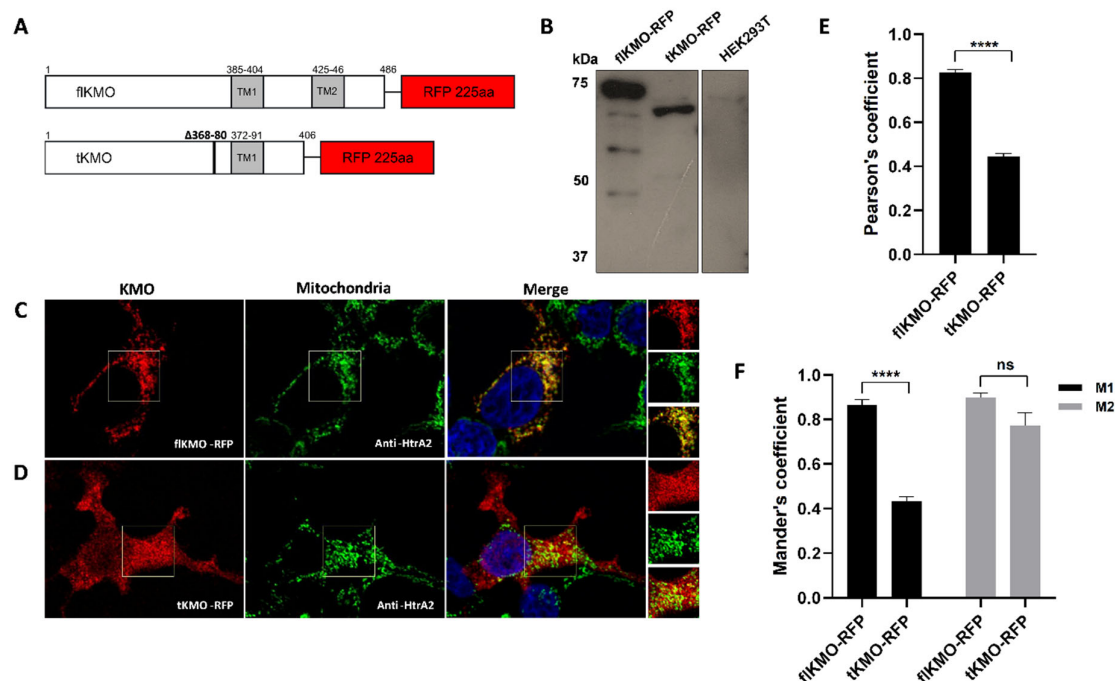 A
1
385-404
425-46
486
flKMO
TM1
TM2
RFP 225aa
1
Δ368-80
372-91
406
tKMO
TM1
RFP 225aa
B
flKMO-RFP
tKMO-RFP
HEK293T
kDa
75
50
37
KMO
Mitochondria
Merge
C
flKMO -RFP
Anti -HtrA2
D
tKMO -RFP
Anti -HtrA2
E
Pearson's coefficient
1.0
0.8
0.6
0.4
0.2
0.0
****
flKMO-RFP
tKMO-RFP
F
Mander's coefficient
1.0
0.8
0.6
0.4
0.2
0.0
****
ns
M1
M2
flKMO-RFP
tKMO-RFP
flKMO-RFP
tKMO-RFP